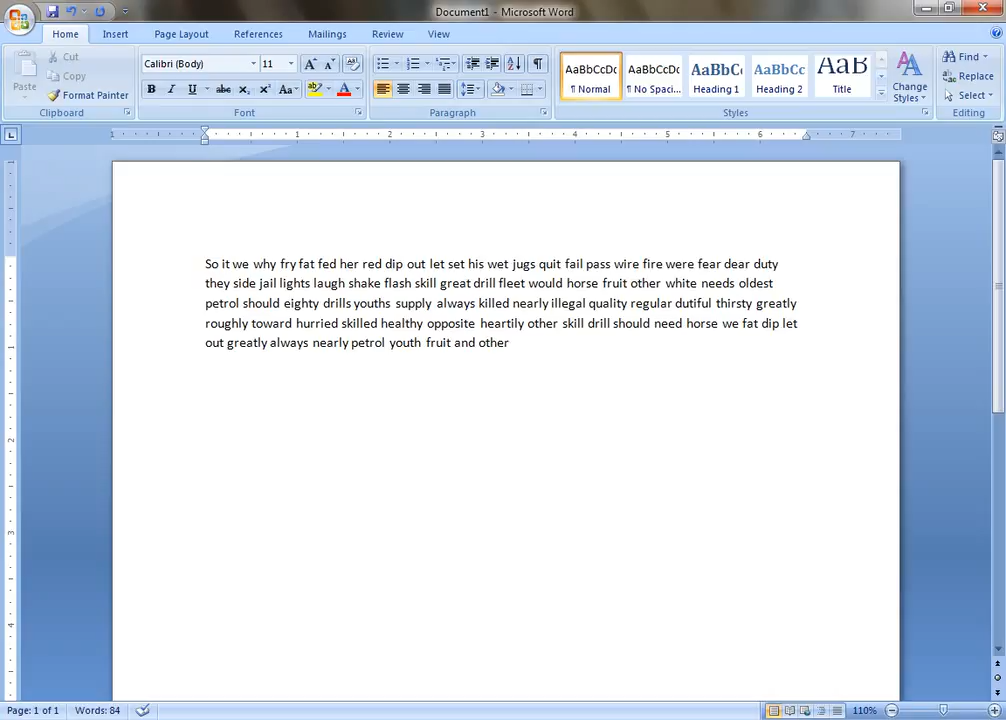 Document1 - Microsoft Word
Home Insert Page Layout References Mailings Review View
Cut
Copy
Paste
Format Painter
Clipboard
Calibri (Body) 11
Font
Paragraph
AaBbCcDc AaBbCcDc AaBbC AaBbCc AaBb
¶ Normal ¶ No Spaci... Heading 1 Heading 2 Title
Change
Styles
Styles
Find
Replace
Select
Editing
So it we why fry fat fed her red dip out let set his wet jugs quit fail pass wire fire were fear dear duty
they side jail lights laugh shake flash skill great drill fleet would horse fruit other white needs oldest
petrol should eighty drills youths supply always killed nearly illegal quality regular dutiful thirsty greatly
roughly toward hurried skilled healthy opposite heartily other skill drill should need horse we fat dip let
out greatly always nearly petrol youth fruit and other
Page: 1 of 1 Words: 84 110%